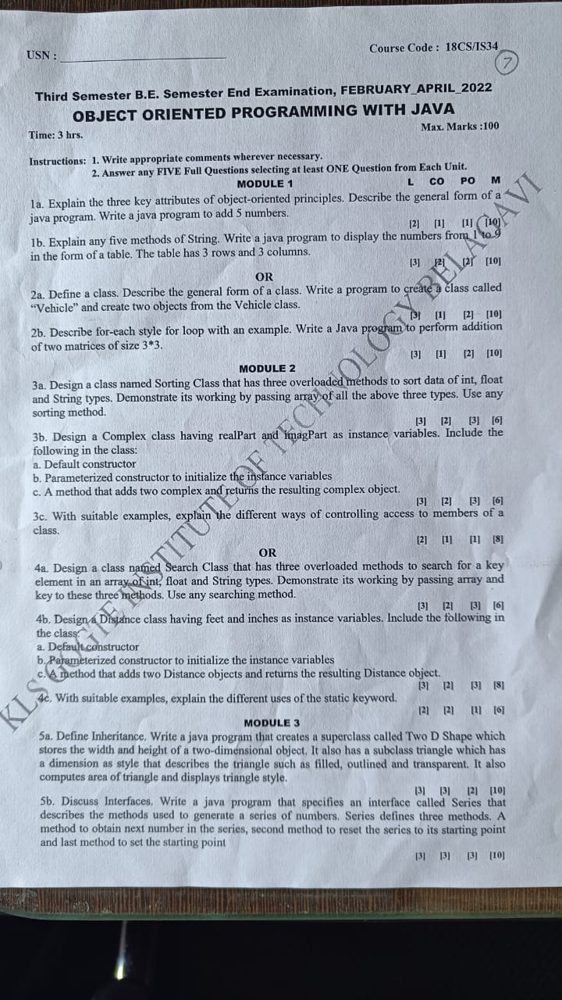 USN :
Course Code : 18CS/IS34
7
Third Semester B.E. Semester End Examination, FEBRUARY_APRIL_2022
OBJECT ORIENTED PROGRAMMING WITH JAVA
Time: 3 hrs.
Max. Marks :100
Instructions: 1. Write appropriate comments wherever necessary.
2. Answer any FIVE Full Questions selecting at least ONE Question from Each Unit.
MODULE 1 L CO PO M
1a. Explain the three key attributes of object-oriented principles. Describe the general form of a
java program. Write a java program to add 5 numbers.
[2] [1] [1] [10]
1b. Explain any five methods of String. Write a java program to display the numbers from 1 to 9
in the form of a table. The table has 3 rows and 3 columns.
[3] [2] [2] [10]
OR
2a. Define a class. Describe the general form of a class. Write a program to create a class called
“Vehicle” and create two objects from the Vehicle class.
[3] [1] [2] [10]
2b. Describe for-each style for loop with an example. Write a Java program to perform addition
of two matrices of size 3*3.
[3] [1] [2] [10]
MODULE 2
3a. Design a class named Sorting Class that has three overloaded methods to sort data of int, float
and String types. Demonstrate its working by passing array of all the above three types. Use any
sorting method.
[3] [2] [3] [6]
3b. Design a Complex class having realPart and imagPart as instance variables. Include the
following in the class:
a. Default constructor
b. Parameterized constructor to initialize the instance variables
c. A method that adds two complex and returns the resulting complex object.
[3] [2] [3] [6]
3c. With suitable examples, explain the different ways of controlling access to members of a
class.
[2] [1] [1] [8]
OR
4a. Design a class named Search Class that has three overloaded methods to search for a key
element in an array of int, float and String types. Demonstrate its working by passing array and
key to these three methods. Use any searching method.
[3] [2] [3] [6]
4b. Design a Distance class having feet and inches as instance variables. Include the following in
the class:
a. Default constructor
b. Parameterized constructor to initialize the instance variables
c. A method that adds two Distance objects and returns the resulting Distance object.
[3] [2] [3] [8]
4c. With suitable examples, explain the different uses of the static keyword.
[2] [2] [1] [6]
MODULE 3
5a. Define Inheritance. Write a java program that creates a superclass called Two D Shape which
stores the width and height of a two-dimensional object. It also has a subclass triangle which has
a dimension as style that describes the triangle such as filled, outlined and transparent. It also
computes area of triangle and displays triangle style.
[3] [3] [2] [10]
5b. Discuss Interfaces. Write a java program that specifies an interface called Series that
describes the methods used to generate a series of numbers. Series defines three methods. A
method to obtain next number in the series, second method to reset the series to its starting point
and last method to set the starting point
[3] [3] [3] [10]
KLS GOGTE INSTITUTE OF TECHNOLOGY BELAGAVI